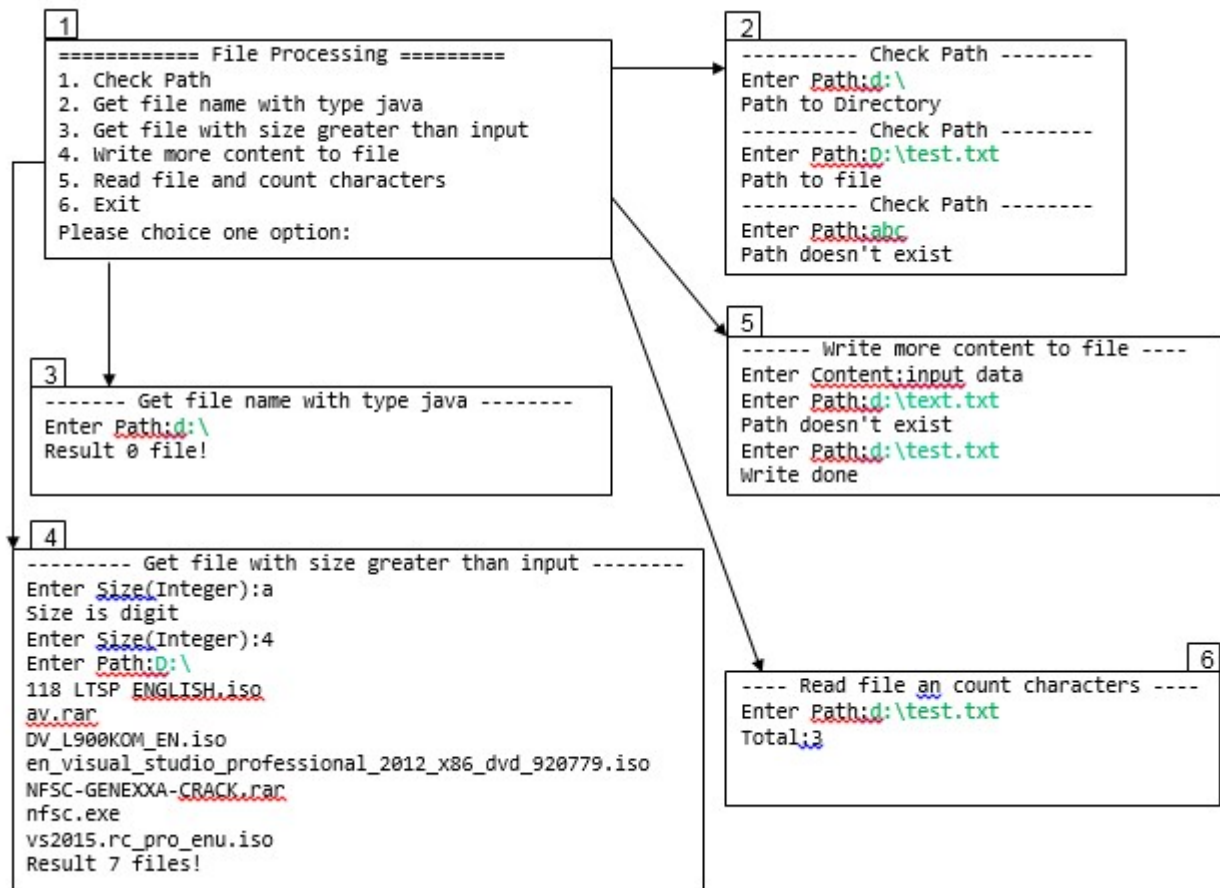 1
============= File Processing =========
1. Check Path
2. Get file name with type java
3. Get file with size greater than input
4. Write more content to file
5. Read file and count characters
6. Exit
Please choice one option:
2
---------- Check Path --------
Enter Path:d:\
Path to Directory
---------- Check Path --------
Enter Path:D:\test.txt
Path to file
---------- Check Path --------
Enter Path:abc
Path doesn't exist
3
------- Get file name with type java --------
Enter Path:d:\
Result 0 file!
5
------ Write more content to file ----
Enter Content:input data
Enter Path:d:\text.txt
Path doesn't exist
Enter Path:d:\test.txt
Write done
4
--------- Get file with size greater than input --------
Enter Size(Integer):a
Size is digit
Enter Size(Integer):4
Enter Path:D:\
118 LTSP ENGLISH.iso
av.rar
DV_L900KOM_EN.iso
en_visual_studio_professional_2012_x86_dvd_920779.iso
NFSC-GENEXXA-CRACK.rar
nfsc.exe
vs2015.rc_pro_enu.iso
Result 7 files!
6
---- Read file an count characters ----
Enter Path:d:\test.txt
Total:3